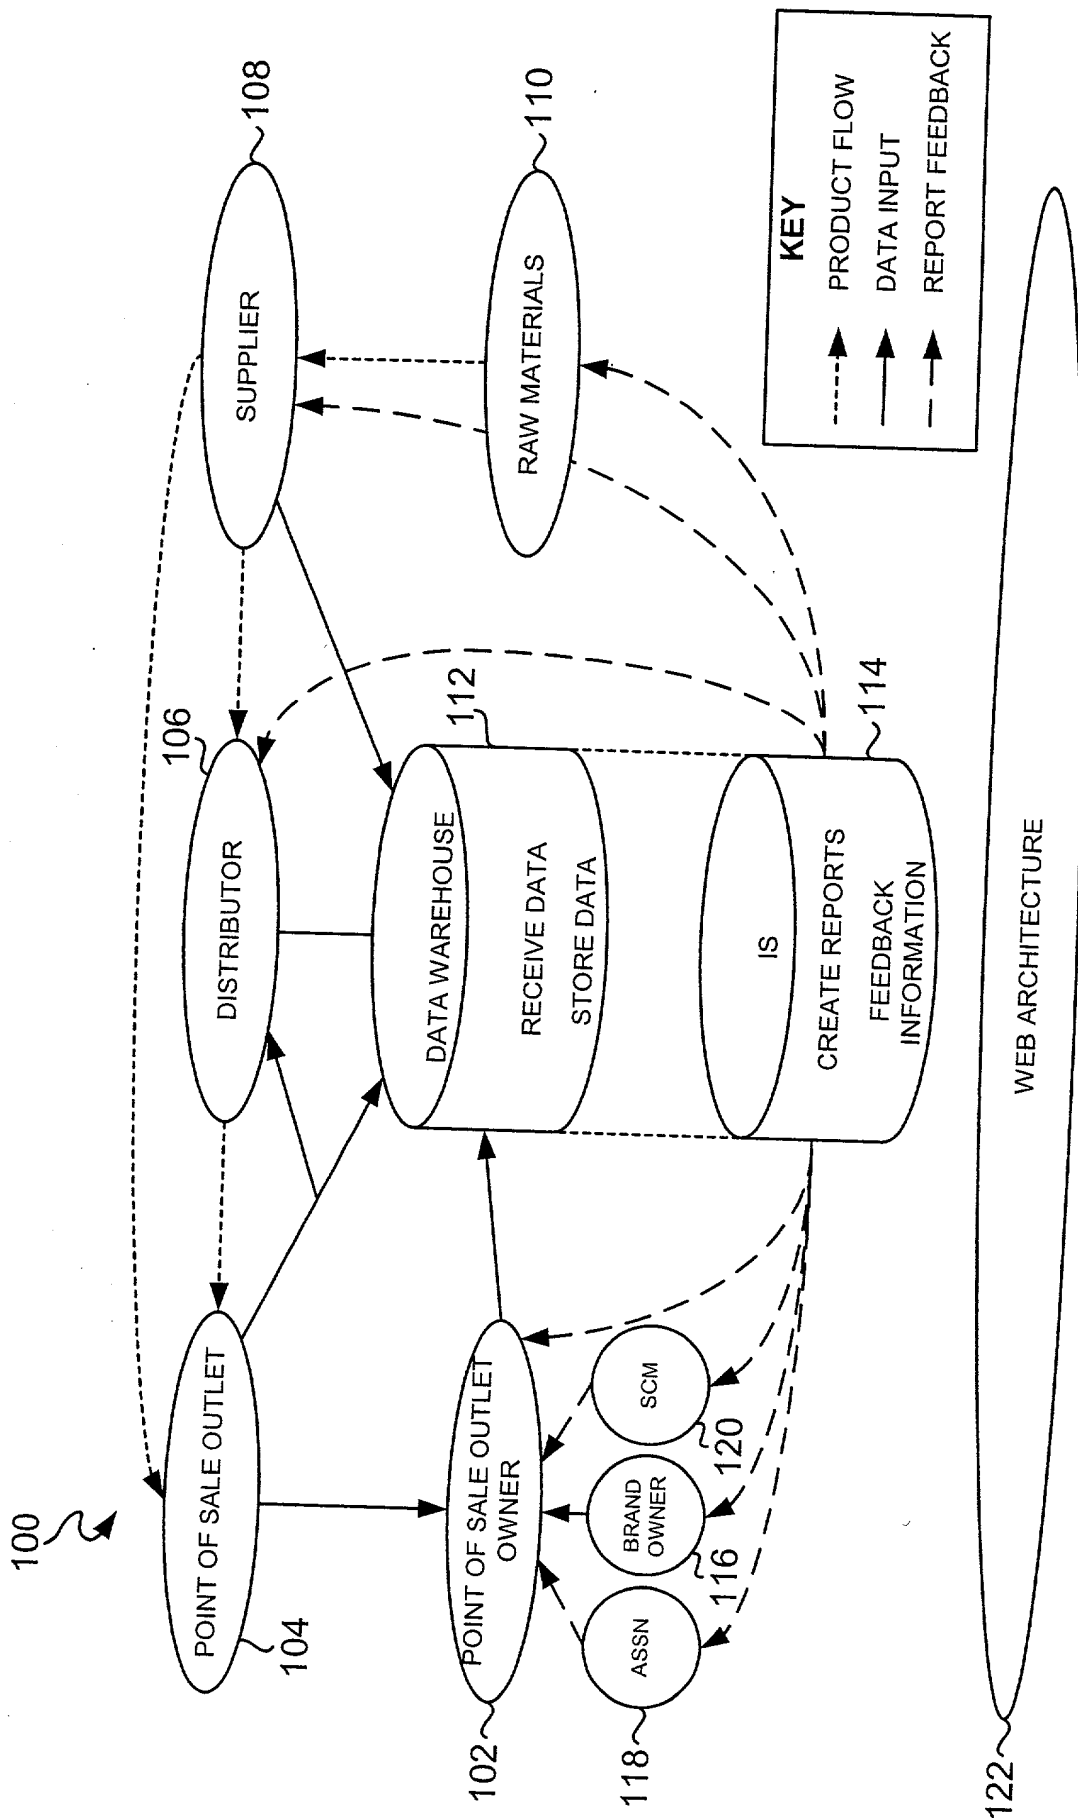 100
108
SUPPLIER
106
DISTRIBUTOR
POINT OF SALE OUTLET
104
110
RAW MATERIALS
112
DATA WAREHOUSE
RECEIVE DATA
STORE DATA
POINT OF SALE OUTLET
OWNER
102
SCM
120
BRAND
OWNER
116
ASSN
118
114
IS
CREATE REPORTS
FEEDBACK
INFORMATION
KEY
PRODUCT FLOW
DATA INPUT
REPORT FEEDBACK
WEB ARCHITECTURE
122